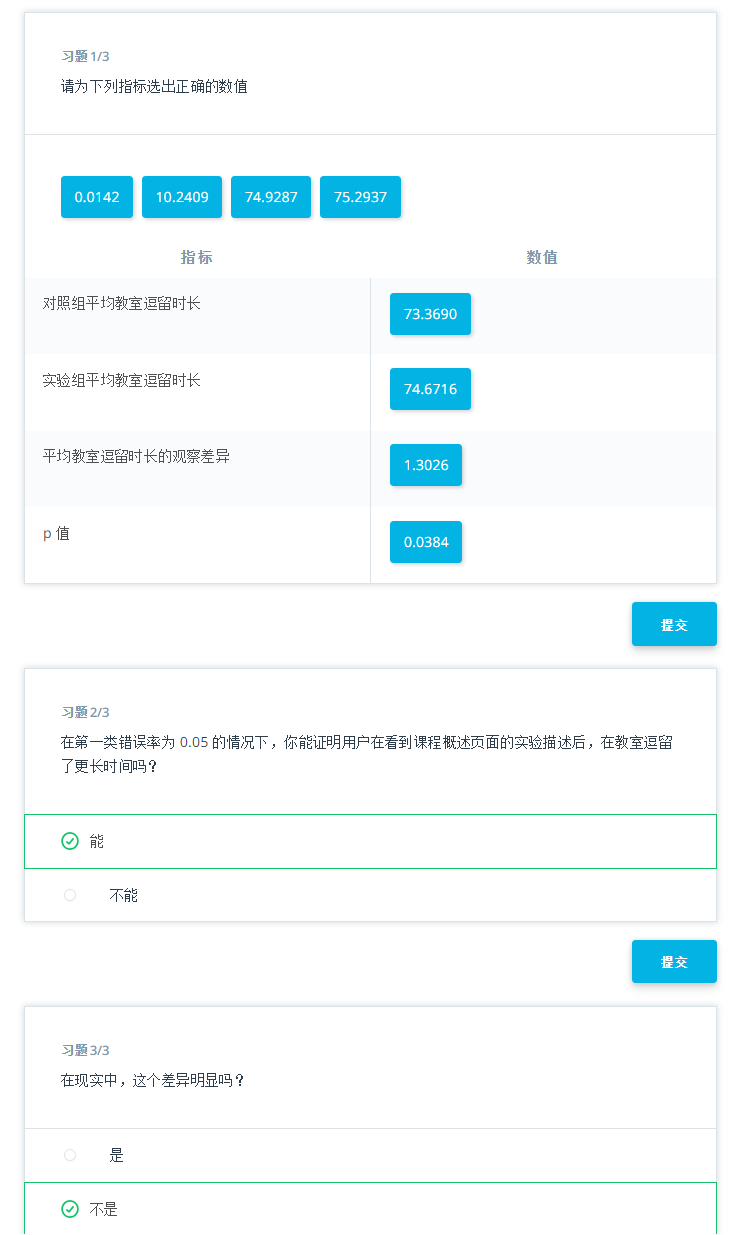 习题 1/3
请为下列指标选出正确的数值
0.0142 10.2409 74.9287 75.2937
指标 数值
对照组平均教室逗留时长 73.3690
实验组平均教室逗留时长 74.6716
平均教室逗留时长的观察差异 1.3026
p 值 0.0384
提交
习题 2/3
在第一类错误率为 0.05 的情况下，你能证明用户在看到课程概述页面的实验描述后，在教室逗留
了更长时间吗？
能
不能
提交
习题 3/3
在现实中，这个差异明显吗？
是
不是